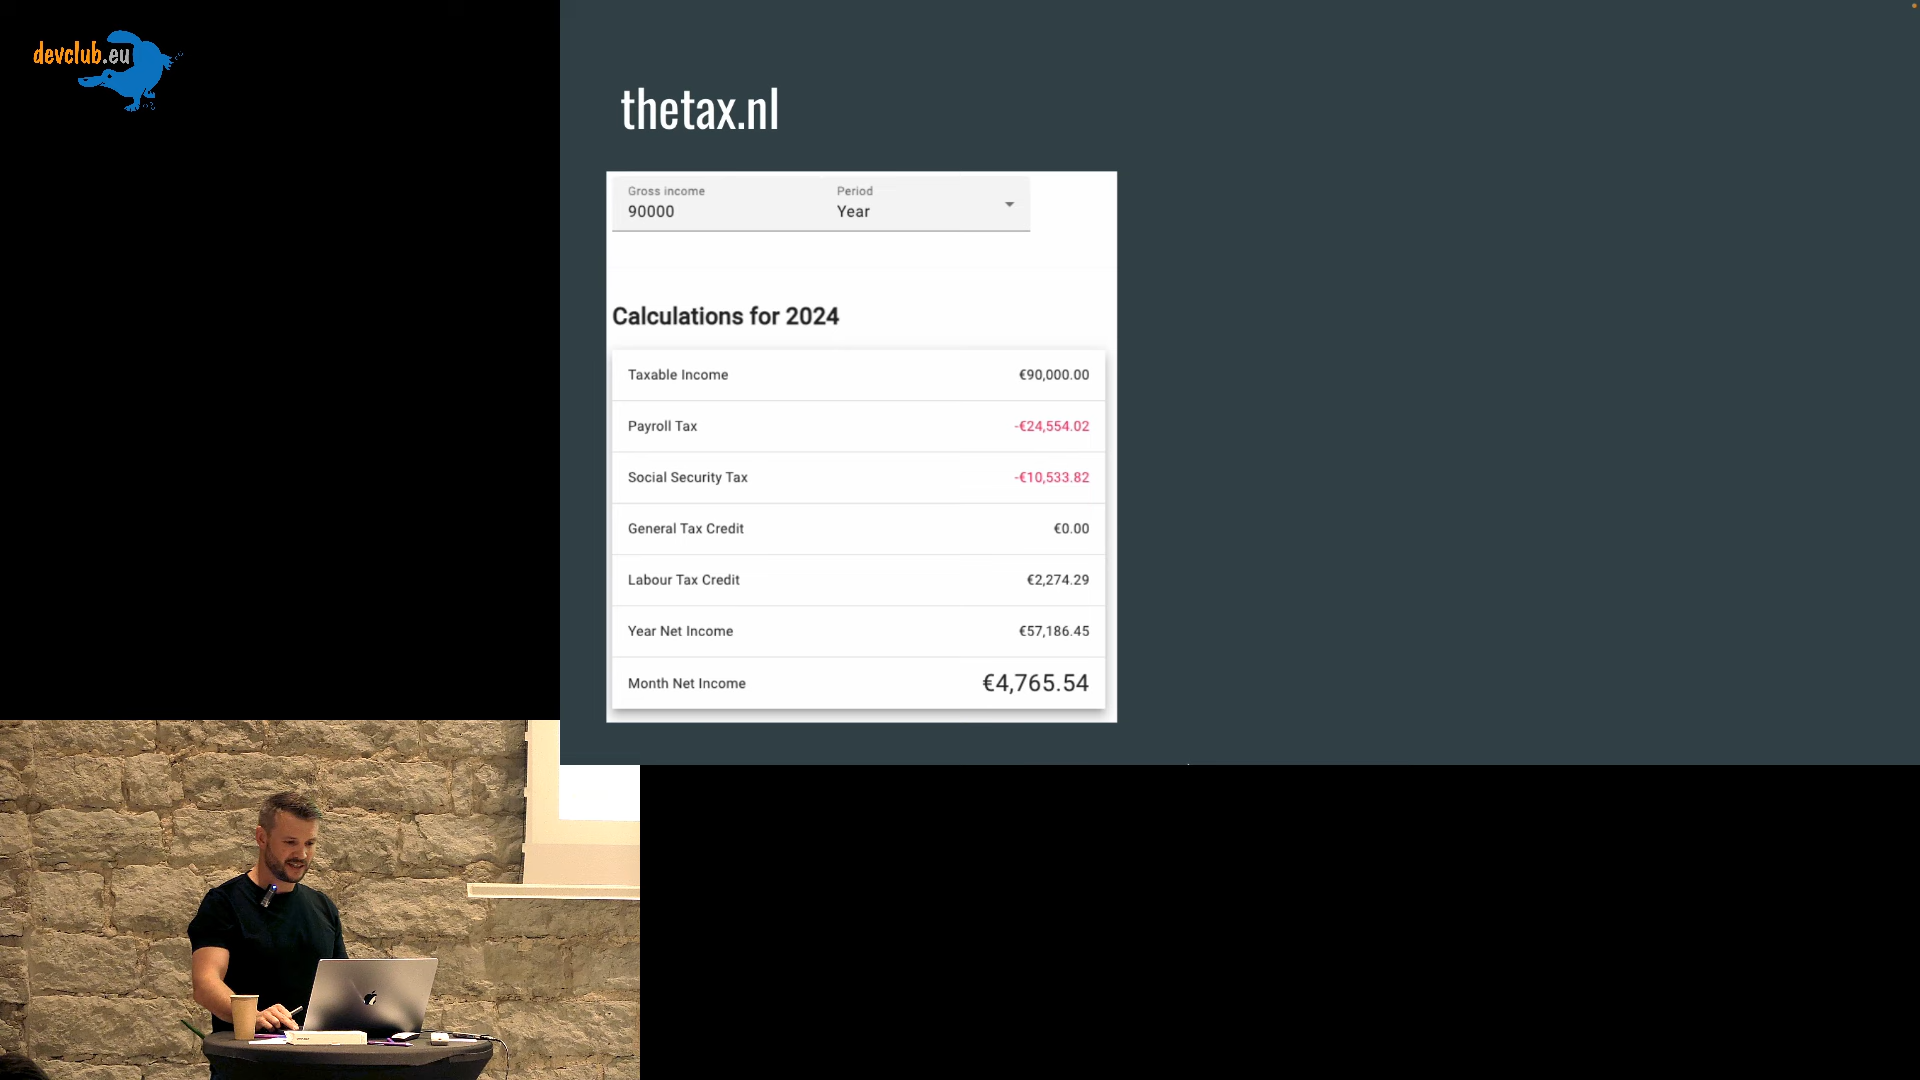 devclub.eu
thetax.nl
Gross income
90000
Period
Year
Calculations for 2024
Taxable Income €90,000.00
Payroll Tax -€24,554.02
Social Security Tax -€10,533.82
General Tax Credit €0.00
Labour Tax Credit €2,274.29
Year Net Income €57,186.45
Month Net Income €4,765.54